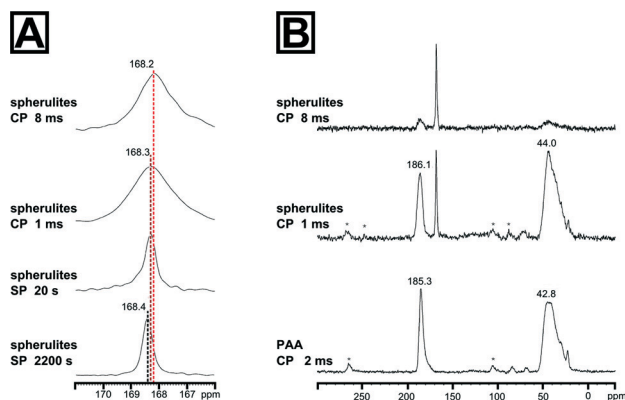 A
168.2
spherulites
CP 8 ms
168.3
spherulites
CP 1 ms
spherulites
SP 20 s
168.4
spherulites
SP 2200 s
170 169 168 167 ppm
B
spherulites
CP 8 ms
44.0
186.1
spherulites
CP 1 ms
* * * *
185.3
42.8
PAA
CP 2 ms
* *
250 200 150 100 50 0 ppm